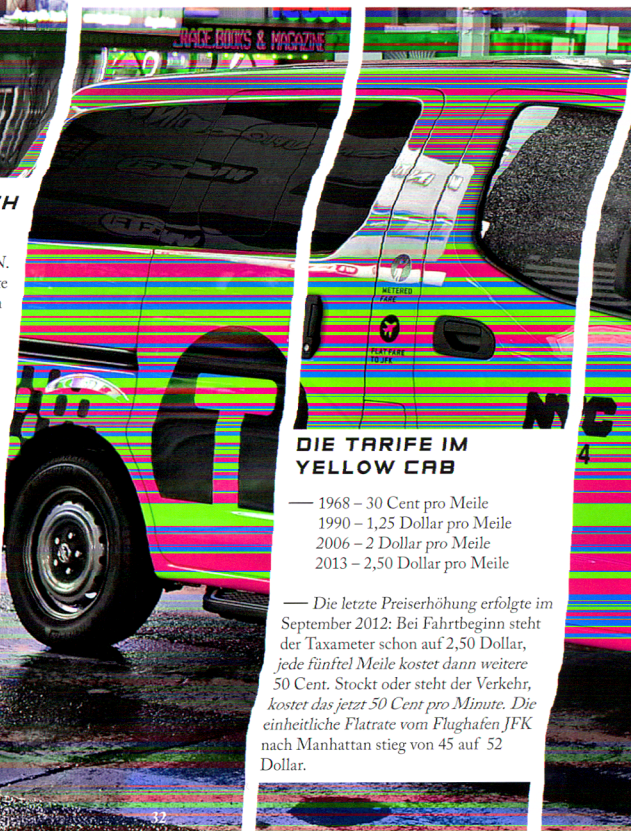 RAGE, BOOKS & MAGAZINE
CH
N.
METERED
FARE
FLAT FARE
TO JFK
NYC
4
DIE TARIFE IM
YELLOW CAB
— 1968 – 30 Cent pro Meile
1990 – 1,25 Dollar pro Meile
2006 – 2 Dollar pro Meile
2013 – 2,50 Dollar pro Meile
— Die letzte Preiserhöhung erfolgte im
September 2012: Bei Fahrtbeginn steht
der Taxameter schon auf 2,50 Dollar,
jede fünftel Meile kostet dann weitere
50 Cent. Stockt oder steht der Verkehr,
kostet das jetzt 50 Cent pro Minute. Die
einheitliche Flatrate vom Flughafen JFK
nach Manhattan stieg von 45 auf 52
Dollar.
32